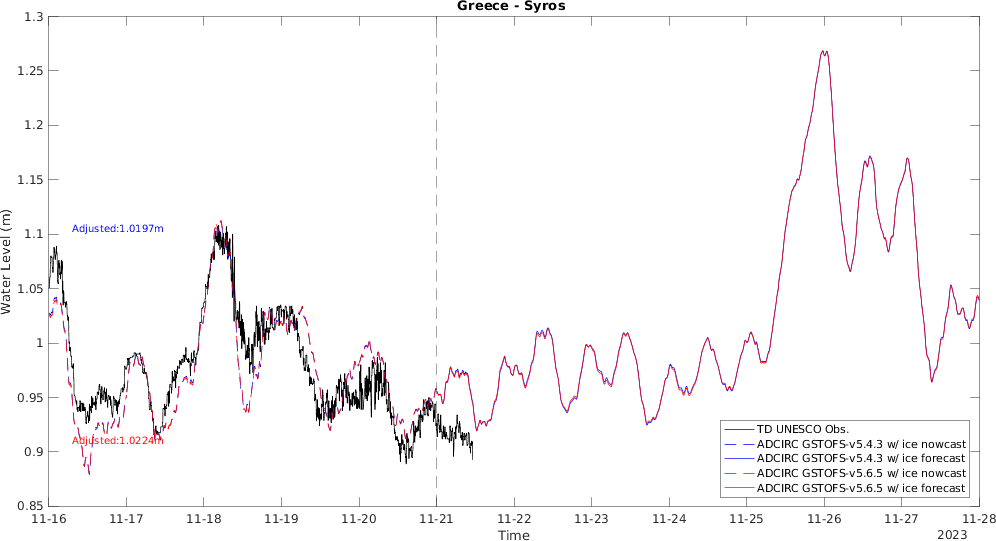 Greece - Syros
1.3
1.25
1.2
1.15
1.1
1.05
1
0.95
0.9
0.85
Water Level (m)
Adjusted:1.0197m
Adjusted:1.0224m
TD UNESCO Obs.
ADCIRC GSTOFS-v5.4.3 w/ ice nowcast
ADCIRC GSTOFS-v5.4.3 w/ ice forecast
ADCIRC GSTOFS-v5.6.5 w/ ice nowcast
ADCIRC GSTOFS-v5.6.5 w/ ice forecast
11-16 11-17 11-18 11-19 11-20 11-21 11-22 11-23 11-24 11-25 11-26 11-27 11-28
Time
2023